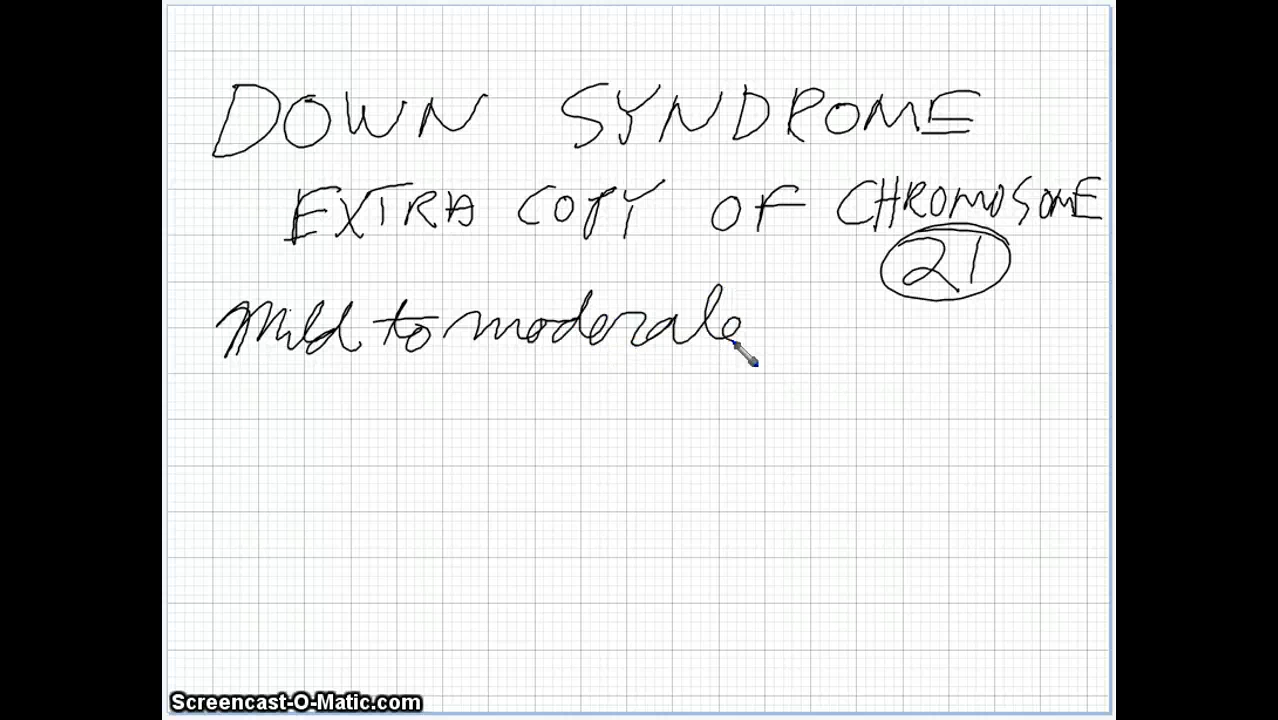 DOWN SYNDROME
EXTRA COPY OF CHROMOSOME
21
Mild to moderate
Screencast-O-Matic.com